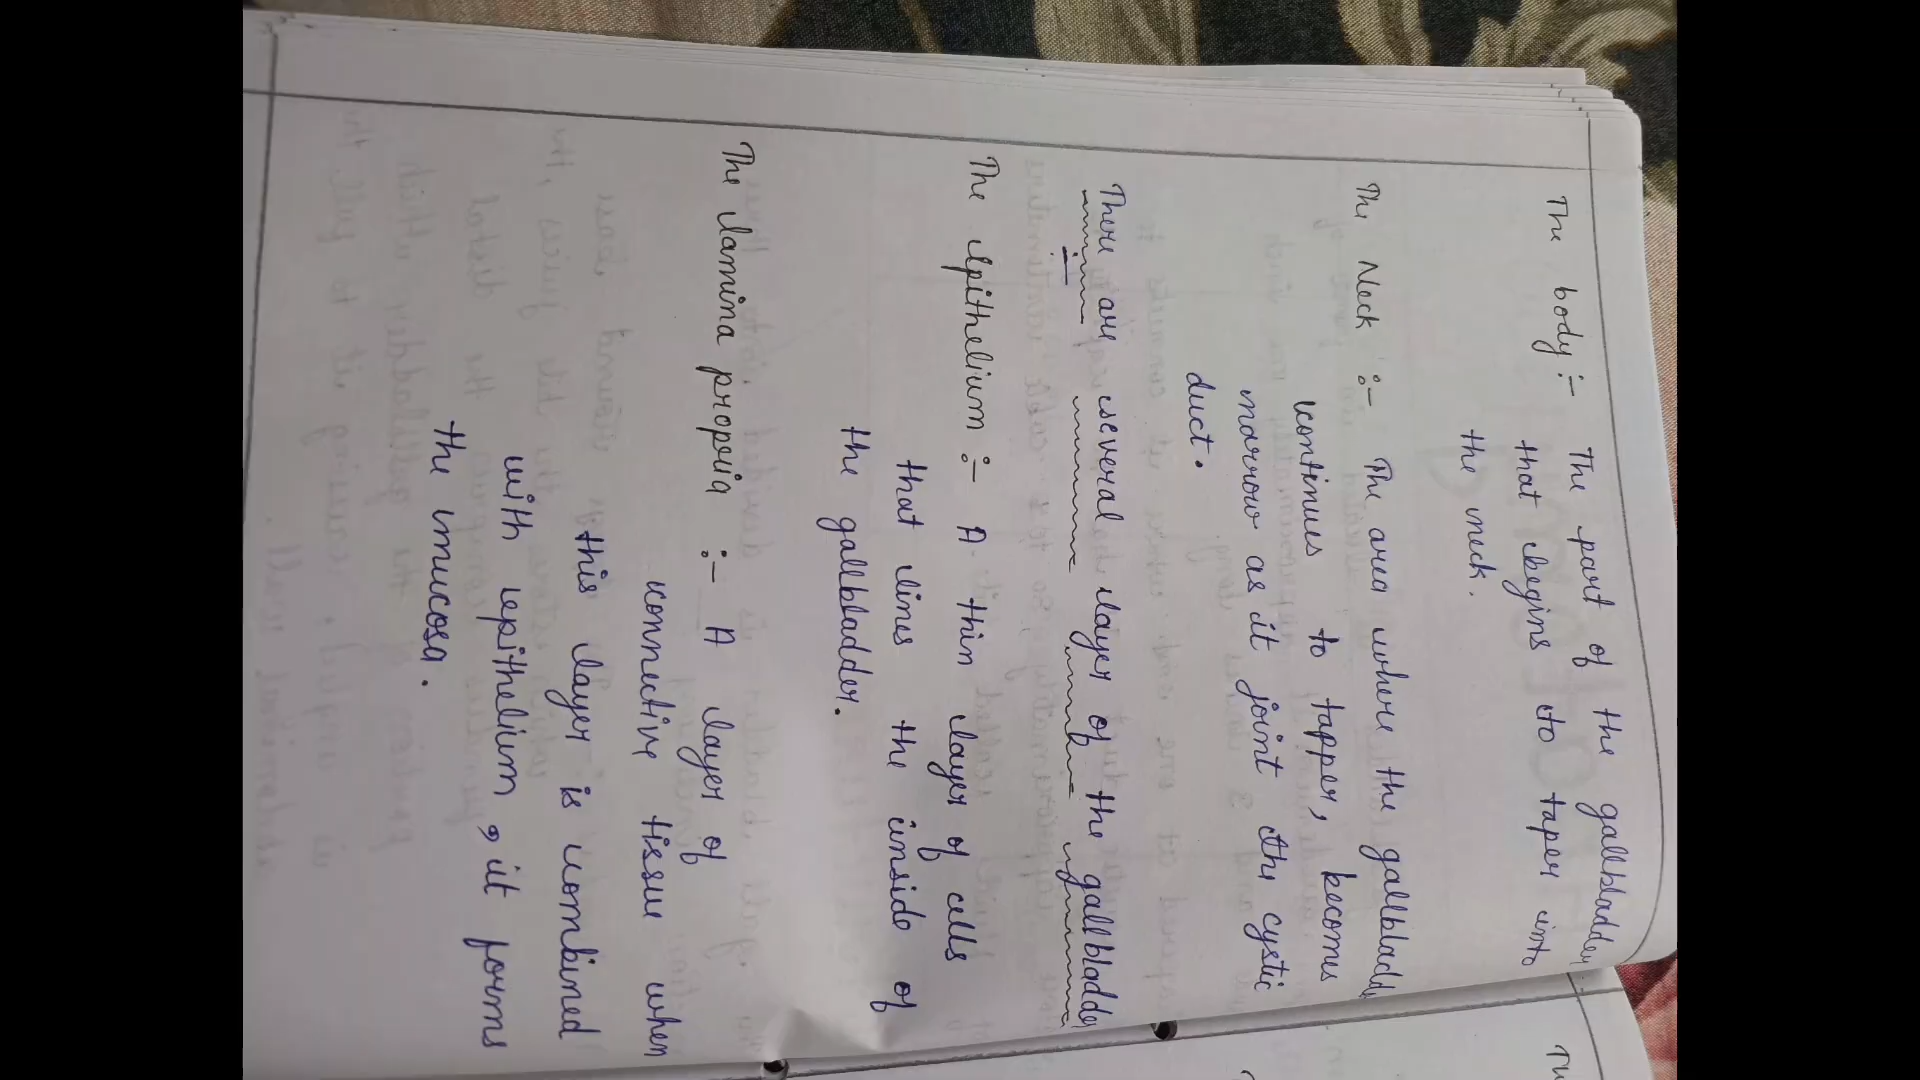 The body :- The part of the gallbladder
that begins to taper into
the neck.
The Neck :- The area where the gallbladder
continues to tapper, becomes
marrow as it joint the cystic
duct.
There are several layer of the gallbladder
The epithelium :- A thin layer of cells
that lines the inside of
the gallbladder.
The lamina propria :- A layer of
connective tissue when
this layer is combined
with epithelium, it forms
the mucosa.